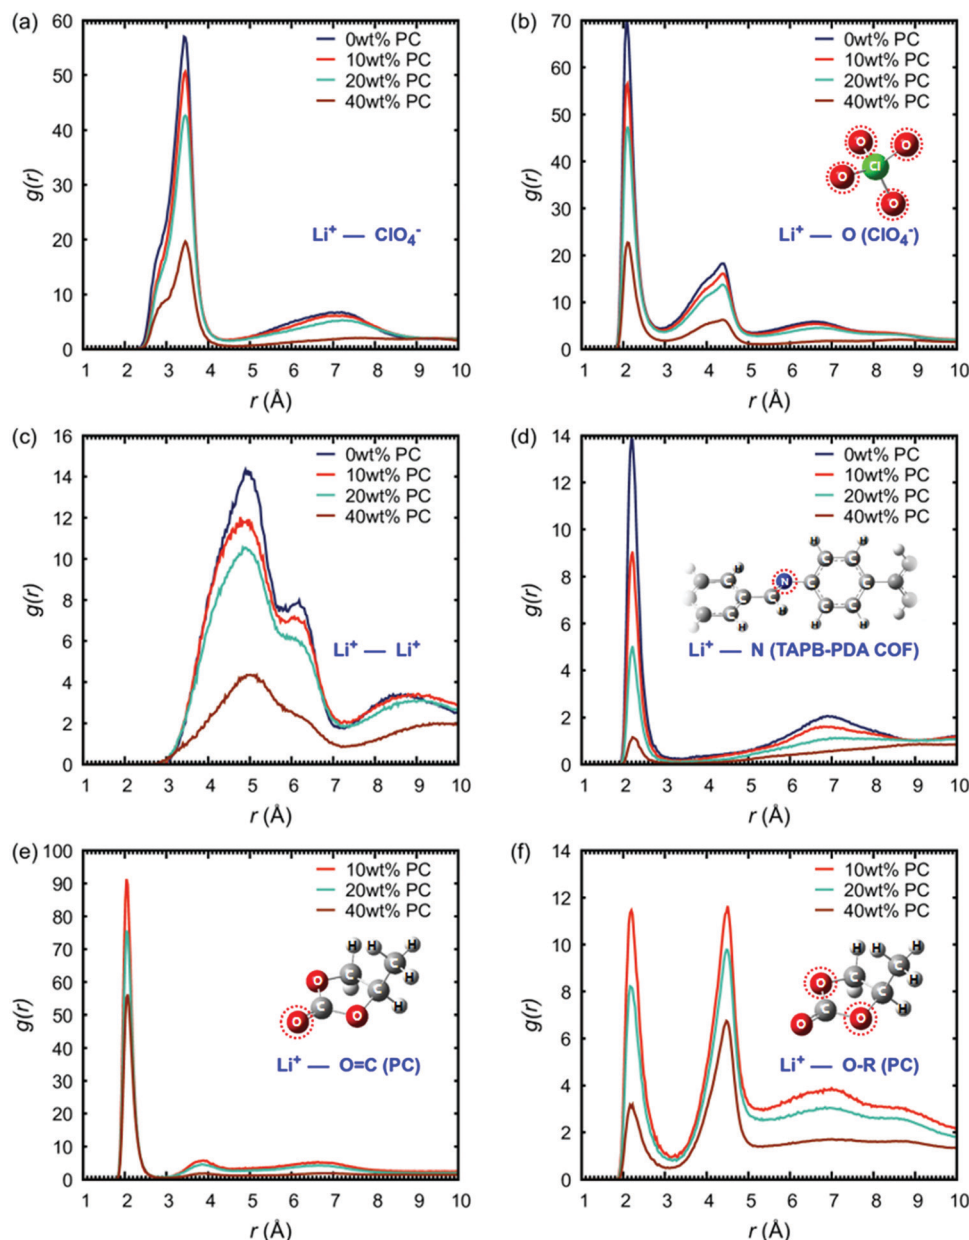 (a)
60
50
40
30
20
10
0
g(r)
0wt% PC
10wt% PC
20wt% PC
40wt% PC
Li⁺ — ClO₄⁻
1 2 3 4 5 6 7 8 9 10
r (Å)
(b)
70
60
50
40
30
20
10
0
g(r)
0wt% PC
10wt% PC
20wt% PC
40wt% PC
O
O
Cl
O
O
Li⁺ — O (ClO₄⁻)
1 2 3 4 5 6 7 8 9 10
r (Å)
(c)
16
14
12
10
8
6
4
2
0
g(r)
0wt% PC
10wt% PC
20wt% PC
40wt% PC
Li⁺ — Li⁺
1 2 3 4 5 6 7 8 9 10
r (Å)
(d)
14
12
10
8
6
4
2
0
g(r)
0wt% PC
10wt% PC
20wt% PC
40wt% PC
H H H
C C C C
C N C C C
C C C H C C
H H H
Li⁺ — N (TAPB-PDA COF)
1 2 3 4 5 6 7 8 9 10
r (Å)
(e)
100
90
80
70
60
50
40
30
20
10
0
g(r)
10wt% PC
20wt% PC
40wt% PC
H H H
C C
O H
C C
O O H
Li⁺ — O=C (PC)
1 2 3 4 5 6 7 8 9 10
r (Å)
(f)
14
12
10
8
6
4
2
0
g(r)
10wt% PC
20wt% PC
40wt% PC
H H H
C C
O H
C C
O O H
Li⁺ — O-R (PC)
1 2 3 4 5 6 7 8 9 10
r (Å)